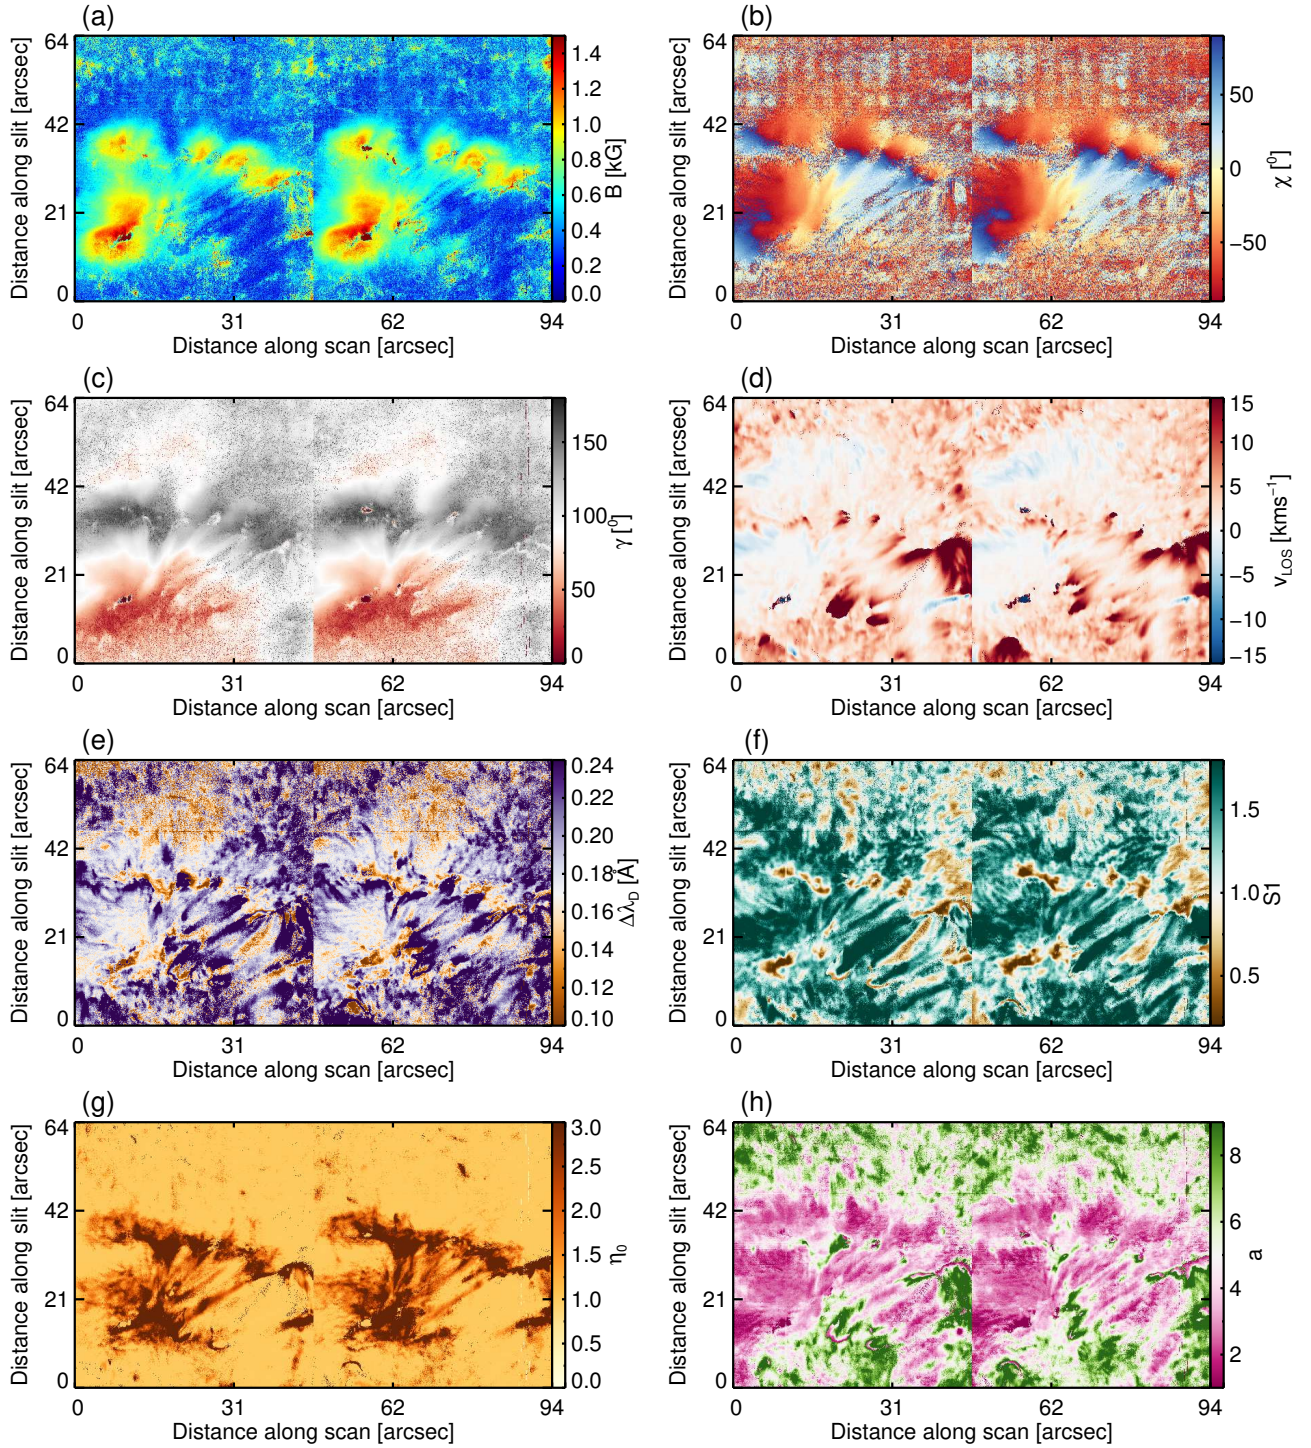 (a)
64
42
21
0
Distance along slit [arcsec]
0 31 62 94
Distance along scan [arcsec]
1.4
1.2
1.0
0.8
0.6
0.4
0.2
0.0
B [kG]
(b)
64
42
21
0
Distance along slit [arcsec]
0 31 62 94
Distance along scan [arcsec]
50
0
−50
χ [⁰]
(c)
64
42
21
0
Distance along slit [arcsec]
0 31 62 94
Distance along scan [arcsec]
150
100
50
0
γ [⁰]
(d)
64
42
21
0
Distance along slit [arcsec]
0 31 62 94
Distance along scan [arcsec]
15
10
5
0
−5
−10
−15
v_LOS [kms⁻¹]
(e)
64
42
21
0
Distance along slit [arcsec]
0 31 62 94
Distance along scan [arcsec]
0.24
0.22
0.20
0.18
0.16
0.14
0.12
0.10
Δλ_D [Å]
(f)
64
42
21
0
Distance along slit [arcsec]
0 31 62 94
Distance along scan [arcsec]
1.5
1.0
0.5
S1
(g)
64
42
21
0
Distance along slit [arcsec]
0 31 62 94
Distance along scan [arcsec]
3.0
2.5
2.0
1.5
1.0
0.5
0.0
η₀
(h)
64
42
21
0
Distance along slit [arcsec]
0 31 62 94
Distance along scan [arcsec]
8
6
4
2
a